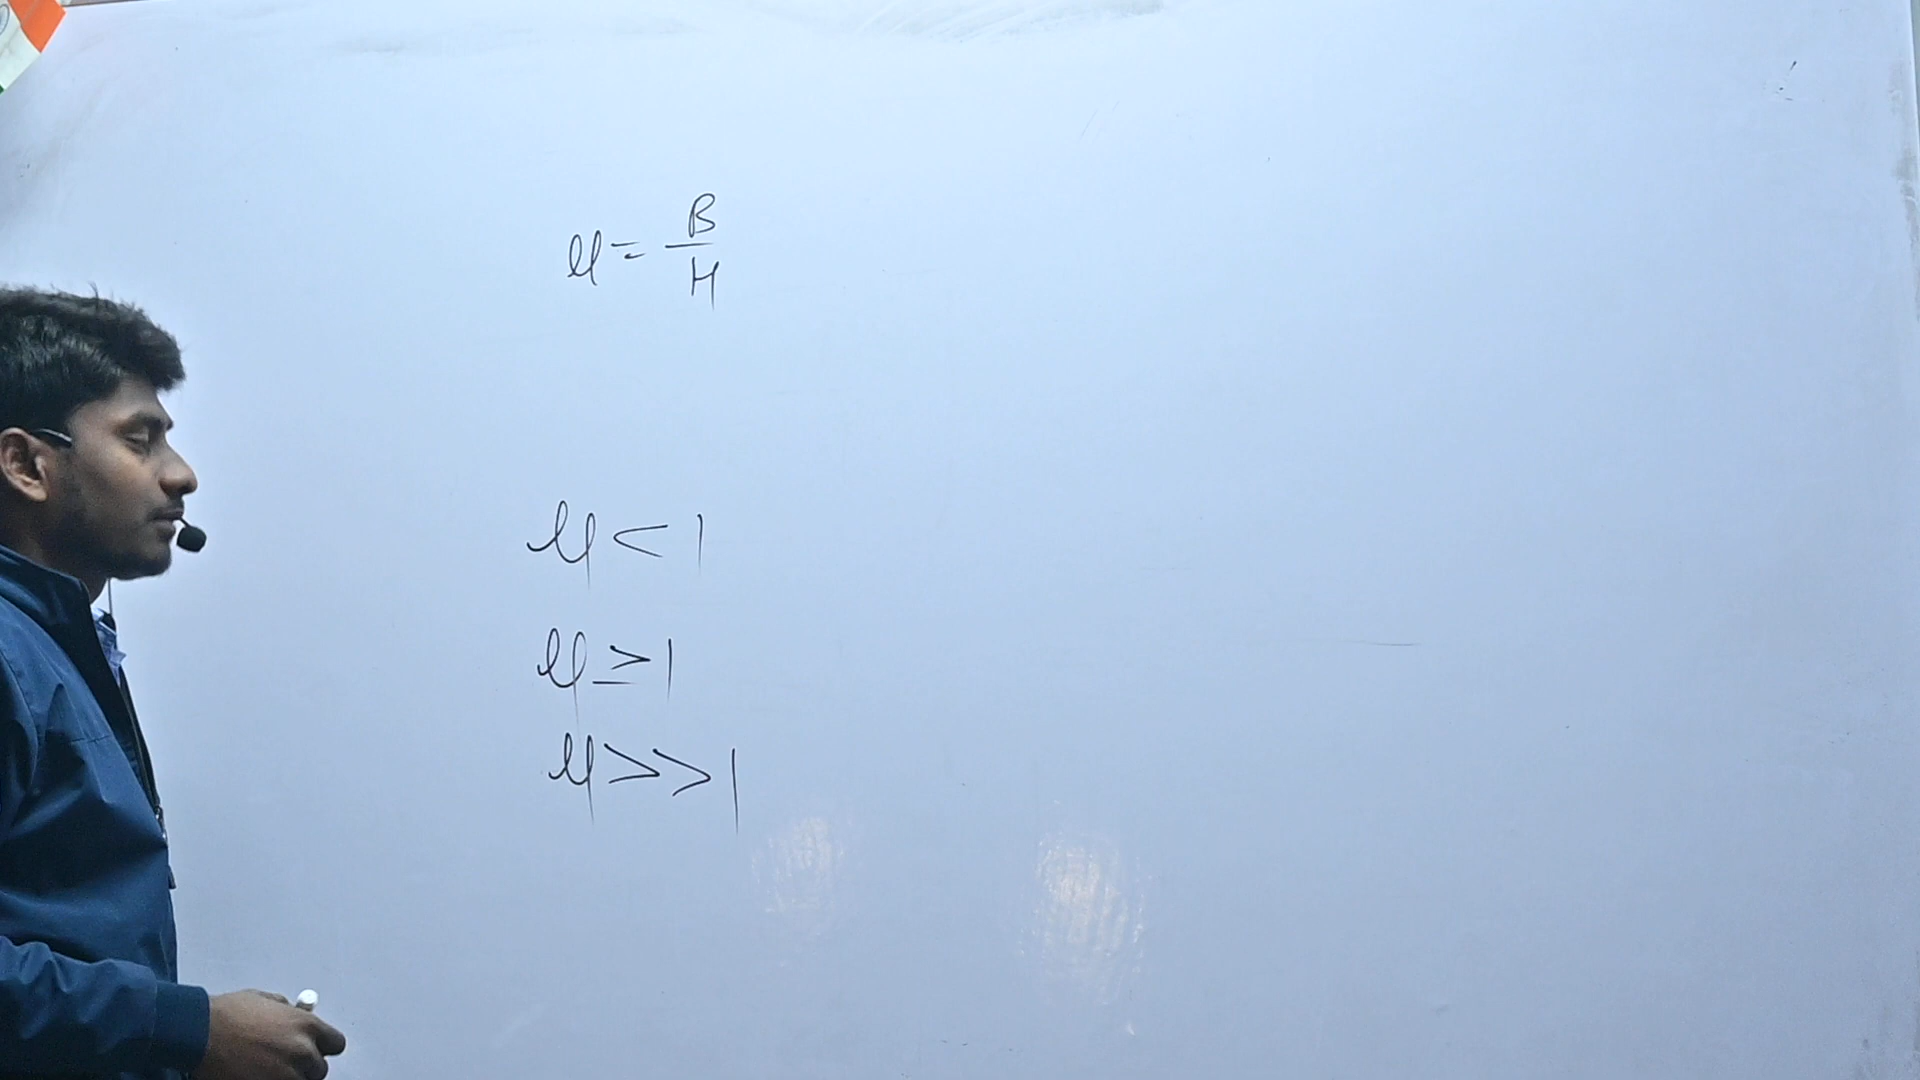 μ = B/H
μ < 1
μ ≥ 1
μ >> 1